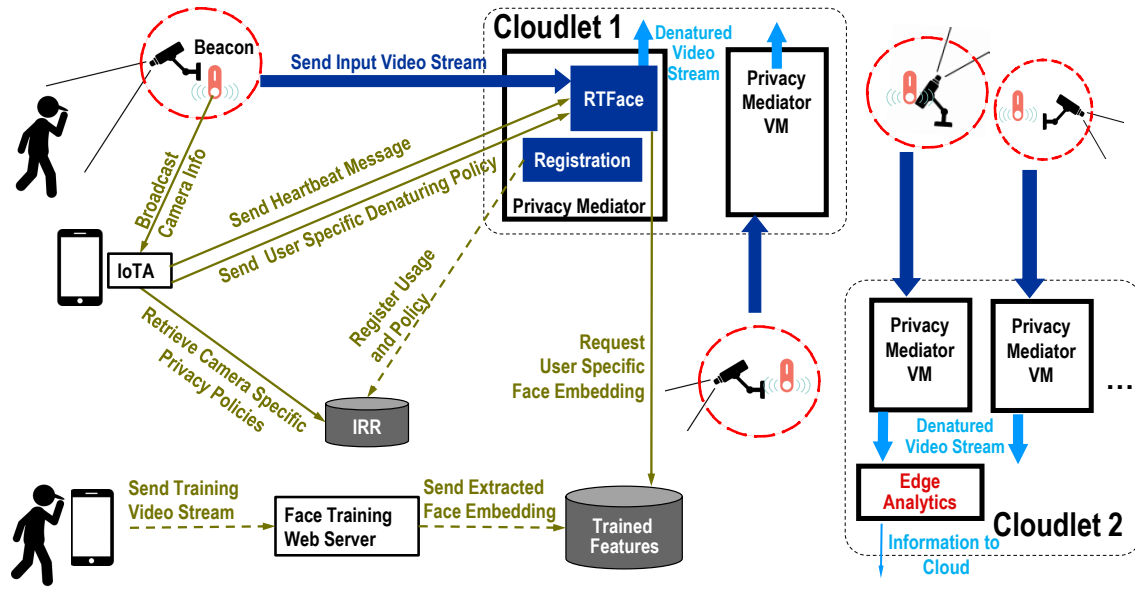 Cloudlet 1
Beacon
Send Input Video Stream
Denatured
Video
Stream
RTFace
Registration
Privacy Mediator
Privacy
Mediator
VM
Broadcast
Camera Info
Send Heartbeat Message
Send User Specific Denaturing Policy
IoTA
Register Usage
and Policy
Retrieve Camera Specific
Privacy Policies
IRR
Request
User Specific
Face Embedding
Send Training
Video Stream
Face Training
Web Server
Send Extracted
Face Embedding
Trained
Features
Privacy
Mediator
VM
Privacy
Mediator
VM
...
Denatured
Video Stream
Edge
Analytics
Cloudlet 2
Information to
Cloud